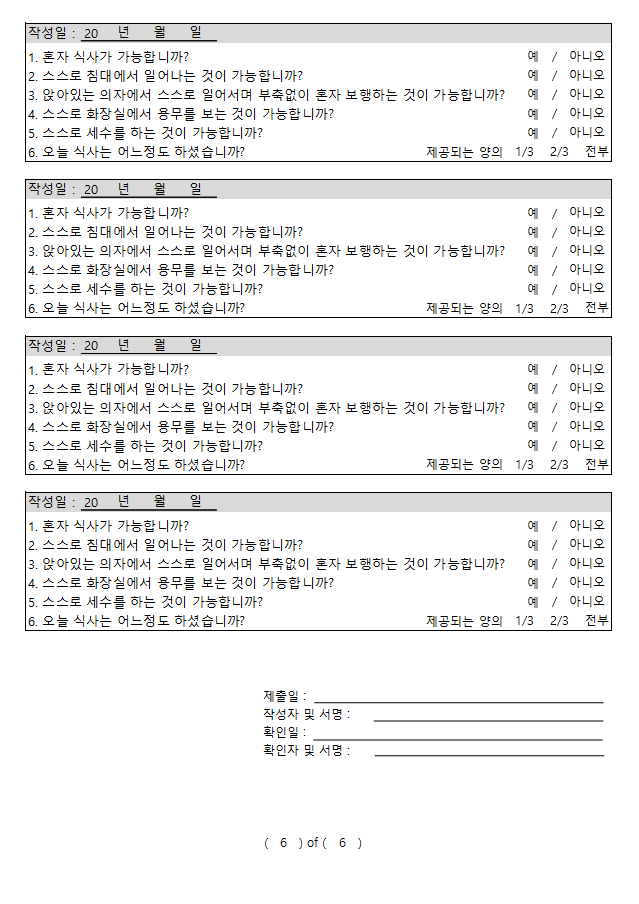 작성일 : 20 년 월 일
1. 혼자 식사가 가능합니까? 예 / 아니오
2. 스스로 침대에서 일어나는 것이 가능합니까? 예 / 아니오
3. 앉아있는 의자에서 스스로 일어서며 부축없이 혼자 보행하는 것이 가능합니까? 예 / 아니오
4. 스스로 화장실에서 용무를 보는 것이 가능합니까? 예 / 아니오
5. 스스로 세수를 하는 것이 가능합니까? 예 / 아니오
6. 오늘 식사는 어느정도 하셨습니까? 제공되는 양의 1/3 2/3 전부
작성일 : 20 년 월 일
1. 혼자 식사가 가능합니까? 예 / 아니오
2. 스스로 침대에서 일어나는 것이 가능합니까? 예 / 아니오
3. 앉아있는 의자에서 스스로 일어서며 부축없이 혼자 보행하는 것이 가능합니까? 예 / 아니오
4. 스스로 화장실에서 용무를 보는 것이 가능합니까? 예 / 아니오
5. 스스로 세수를 하는 것이 가능합니까? 예 / 아니오
6. 오늘 식사는 어느정도 하셨습니까? 제공되는 양의 1/3 2/3 전부
작성일 : 20 년 월 일
1. 혼자 식사가 가능합니까? 예 / 아니오
2. 스스로 침대에서 일어나는 것이 가능합니까? 예 / 아니오
3. 앉아있는 의자에서 스스로 일어서며 부축없이 혼자 보행하는 것이 가능합니까? 예 / 아니오
4. 스스로 화장실에서 용무를 보는 것이 가능합니까? 예 / 아니오
5. 스스로 세수를 하는 것이 가능합니까? 예 / 아니오
6. 오늘 식사는 어느정도 하셨습니까? 제공되는 양의 1/3 2/3 전부
작성일 : 20 년 월 일
1. 혼자 식사가 가능합니까? 예 / 아니오
2. 스스로 침대에서 일어나는 것이 가능합니까? 예 / 아니오
3. 앉아있는 의자에서 스스로 일어서며 부축없이 혼자 보행하는 것이 가능합니까? 예 / 아니오
4. 스스로 화장실에서 용무를 보는 것이 가능합니까? 예 / 아니오
5. 스스로 세수를 하는 것이 가능합니까? 예 / 아니오
6. 오늘 식사는 어느정도 하셨습니까? 제공되는 양의 1/3 2/3 전부
제출일 :
작성자 및 서명 :
확인일 :
확인자 및 서명 :
( 6 ) of ( 6 )